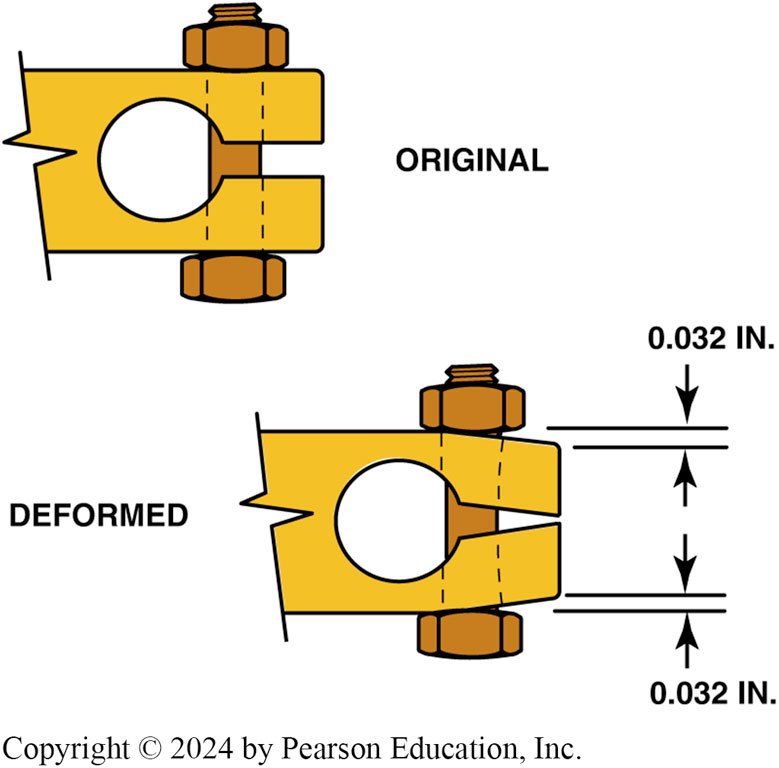 ORIGINAL
0.032 IN.
DEFORMED
0.032 IN.
Copyright © 2024 by Pearson Education, Inc.